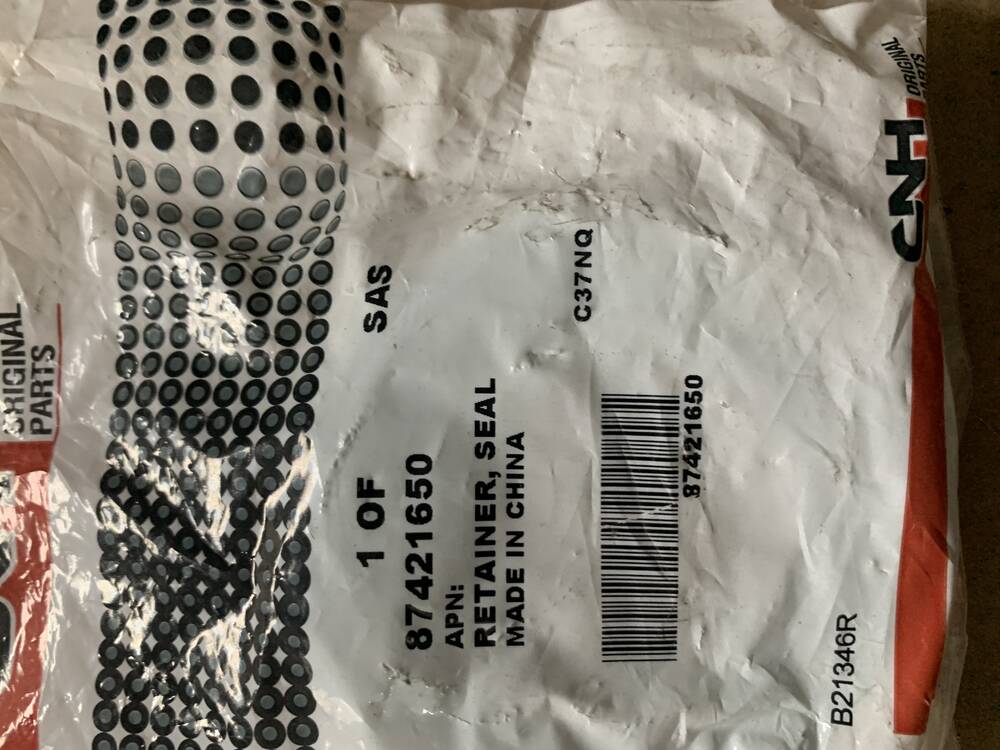 ORIGINAL
PARTS
1 OF
SAS
87421650
APN:
RETAINER, SEAL
MADE IN CHINA
C37NQ
87421650
B21346R
CNH
ORIGINAL
PARTS